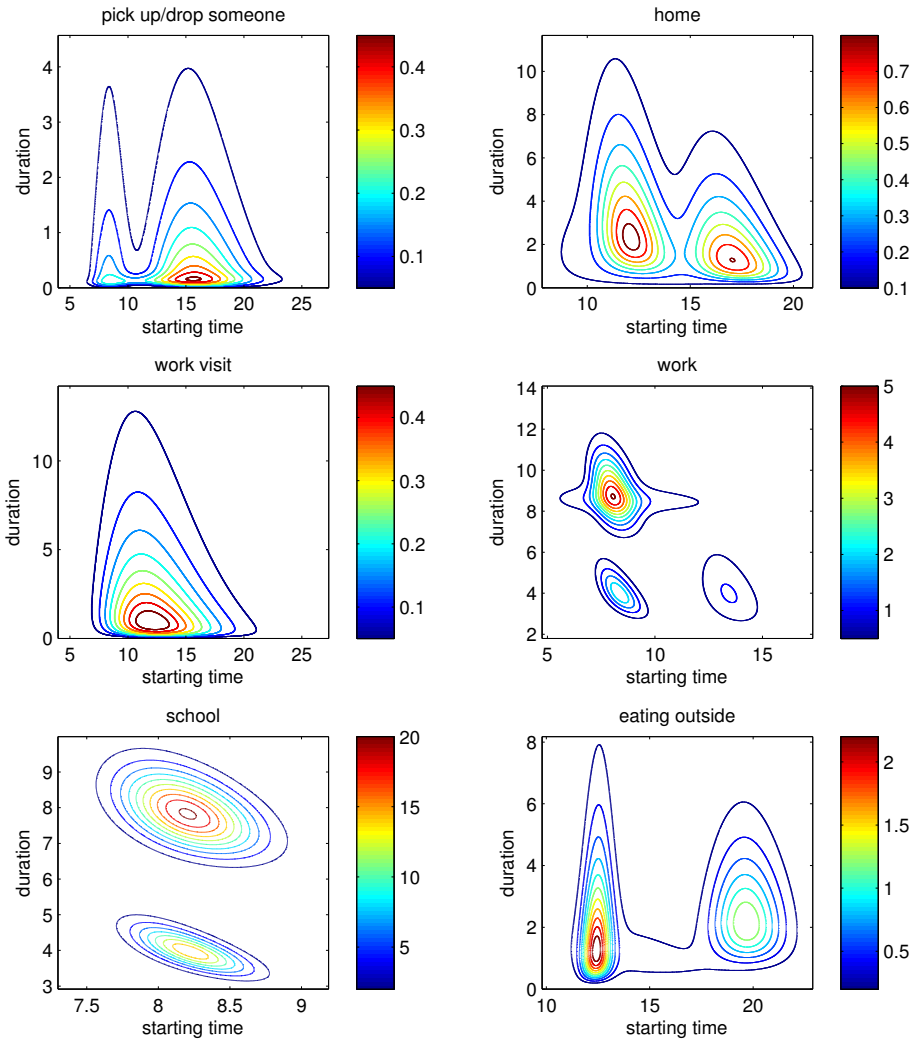 pick up/drop someone
duration
4
3
2
1
0
5 10 15 20 25
starting time
0.4
0.3
0.2
0.1
home
duration
10
8
6
4
2
0
10 15 20
starting time
0.7
0.6
0.5
0.4
0.3
0.2
0.1
work visit
duration
10
5
0
5 10 15 20 25
starting time
0.4
0.3
0.2
0.1
work
duration
14
12
10
8
6
4
2
5 10 15
starting time
5
4
3
2
1
school
duration
9
8
7
6
5
4
3
7.5 8 8.5 9
starting time
20
15
10
5
eating outside
duration
8
6
4
2
0
10 15 20
starting time
2
1.5
1
0.5